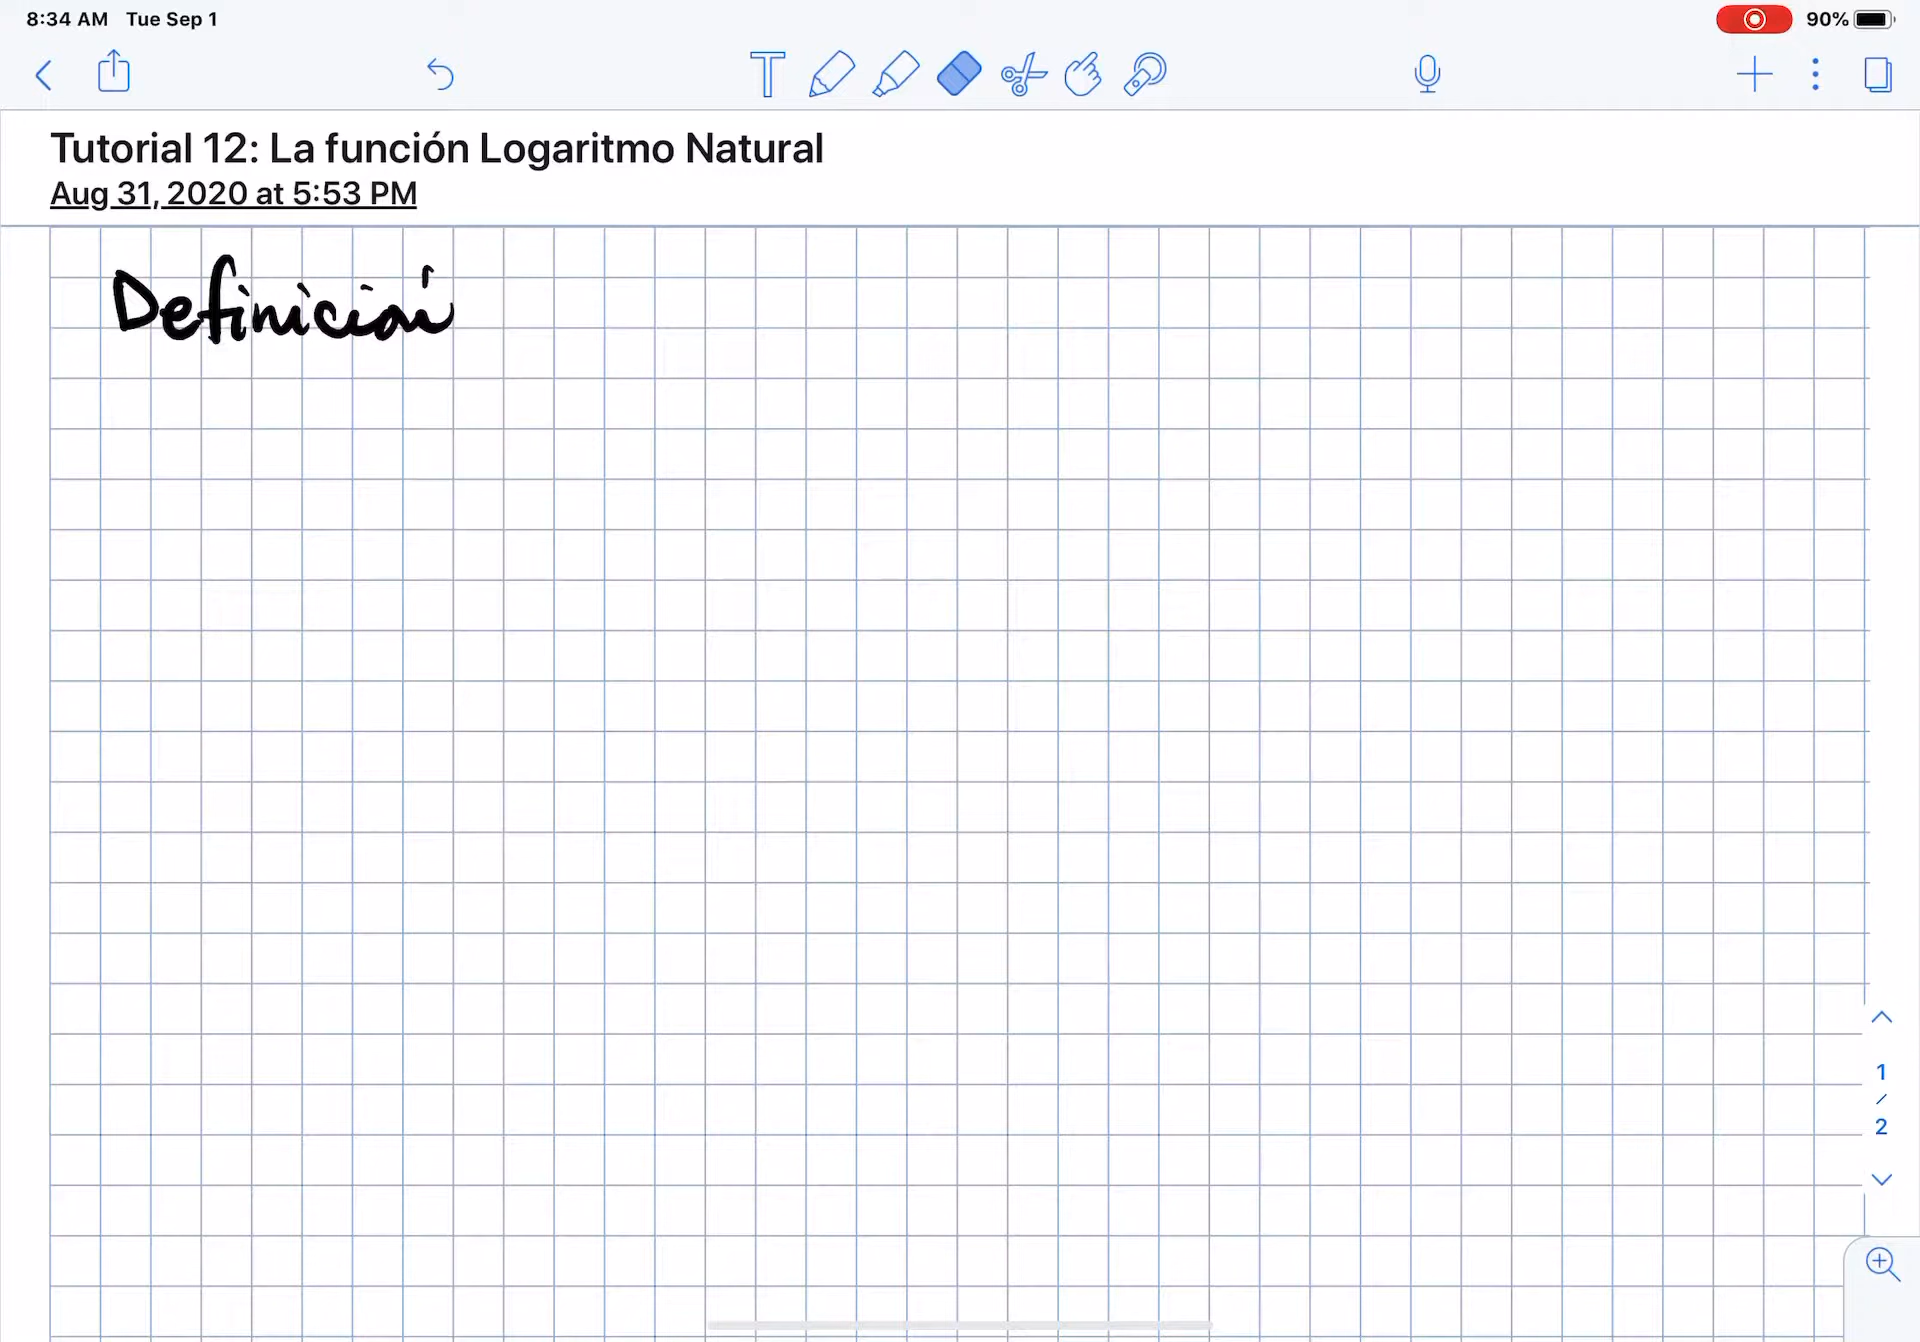 8:34 AM Tue Sep 1 90%
Tutorial 12: La función Logaritmo Natural
Aug 31, 2020 at 5:53 PM
Definición
1
/
2